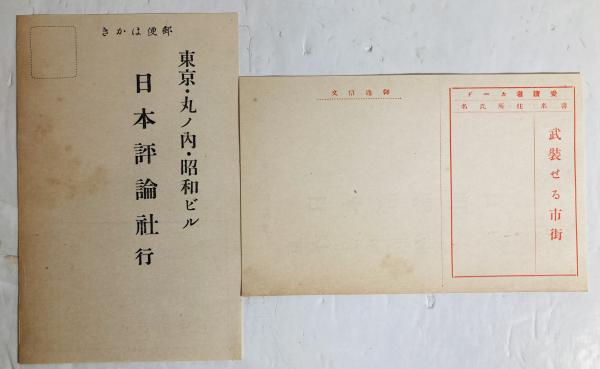 郵便はかき
東京・丸ノ內・昭和ビル
日本評論社行
愛讀者カード
書名 住所氏名
武裝せる市街
御通信文